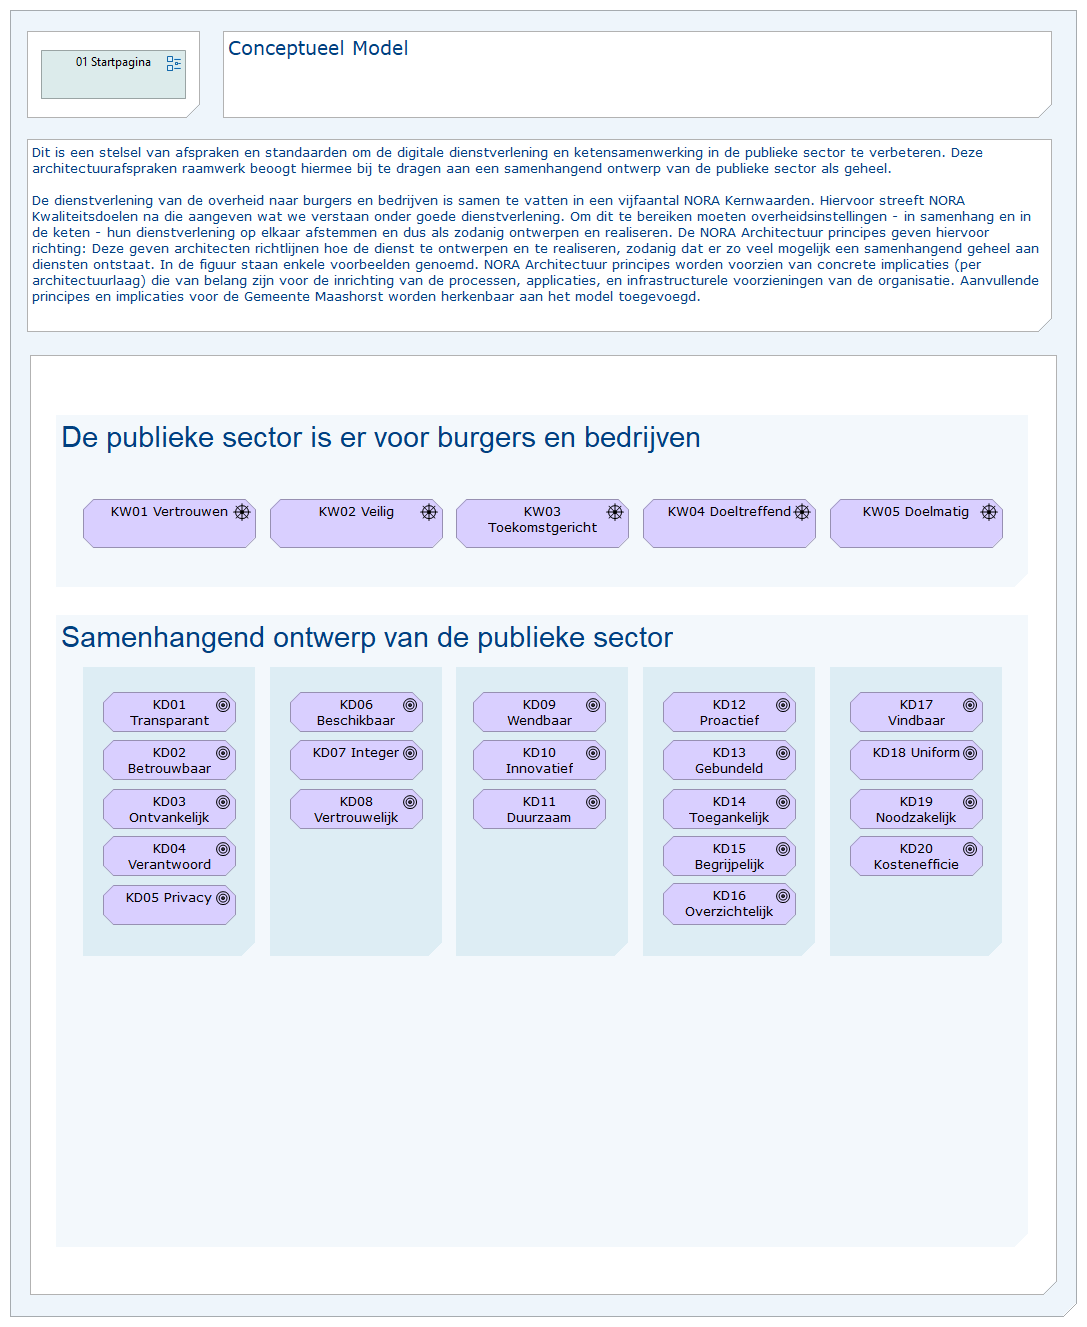 01 Startpagina
Conceptueel Model
Dit is een stelsel van afspraken en standaarden om de digitale dienstverlening en ketensamenwerking in de publieke sector te verbeteren. Deze
architectuurafspraken raamwerk beoogt hiermee bij te dragen aan een samenhangend ontwerp van de publieke sector als geheel.
De dienstverlening van de overheid naar burgers en bedrijven is samen te vatten in een vijfaantal NORA Kernwaarden. Hiervoor streeft NORA
Kwaliteitsdoelen na die aangeven wat we verstaan onder goede dienstverlening. Om dit te bereiken moeten overheidsinstellingen - in samenhang en in
de keten - hun dienstverlening op elkaar afstemmen en dus als zodanig ontwerpen en realiseren. De NORA Architectuur principes geven hiervoor
richting: Deze geven architecten richtlijnen hoe de dienst te ontwerpen en te realiseren, zodanig dat er zo veel mogelijk een samenhangend geheel aan
diensten ontstaat. In de figuur staan enkele voorbeelden genoemd. NORA Architectuur principes worden voorzien van concrete implicaties (per
architectuurlaag) die van belang zijn voor de inrichting van de processen, applicaties, en infrastructurele voorzieningen van de organisatie. Aanvullende
principes en implicaties voor de Gemeente Maashorst worden herkenbaar aan het model toegevoegd.
De publieke sector is er voor burgers en bedrijven
KW01 Vertrouwen
KW02 Veilig
KW03
Toekomstgericht
KW04 Doeltreffend
KW05 Doelmatig
Samenhangend ontwerp van de publieke sector
KD01
Transparant
KD02
Betrouwbaar
KD03
Ontvankelijk
KD04
Verantwoord
KD05 Privacy
KD06
Beschikbaar
KD07 Integer
KD08
Vertrouwelijk
KD09
Wendbaar
KD10
Innovatief
KD11
Duurzaam
KD12
Proactief
KD13
Gebundeld
KD14
Toegankelijk
KD15
Begrijpelijk
KD16
Overzichtelijk
KD17
Vindbaar
KD18 Uniform
KD19
Noodzakelijk
KD20
Kostenefficie